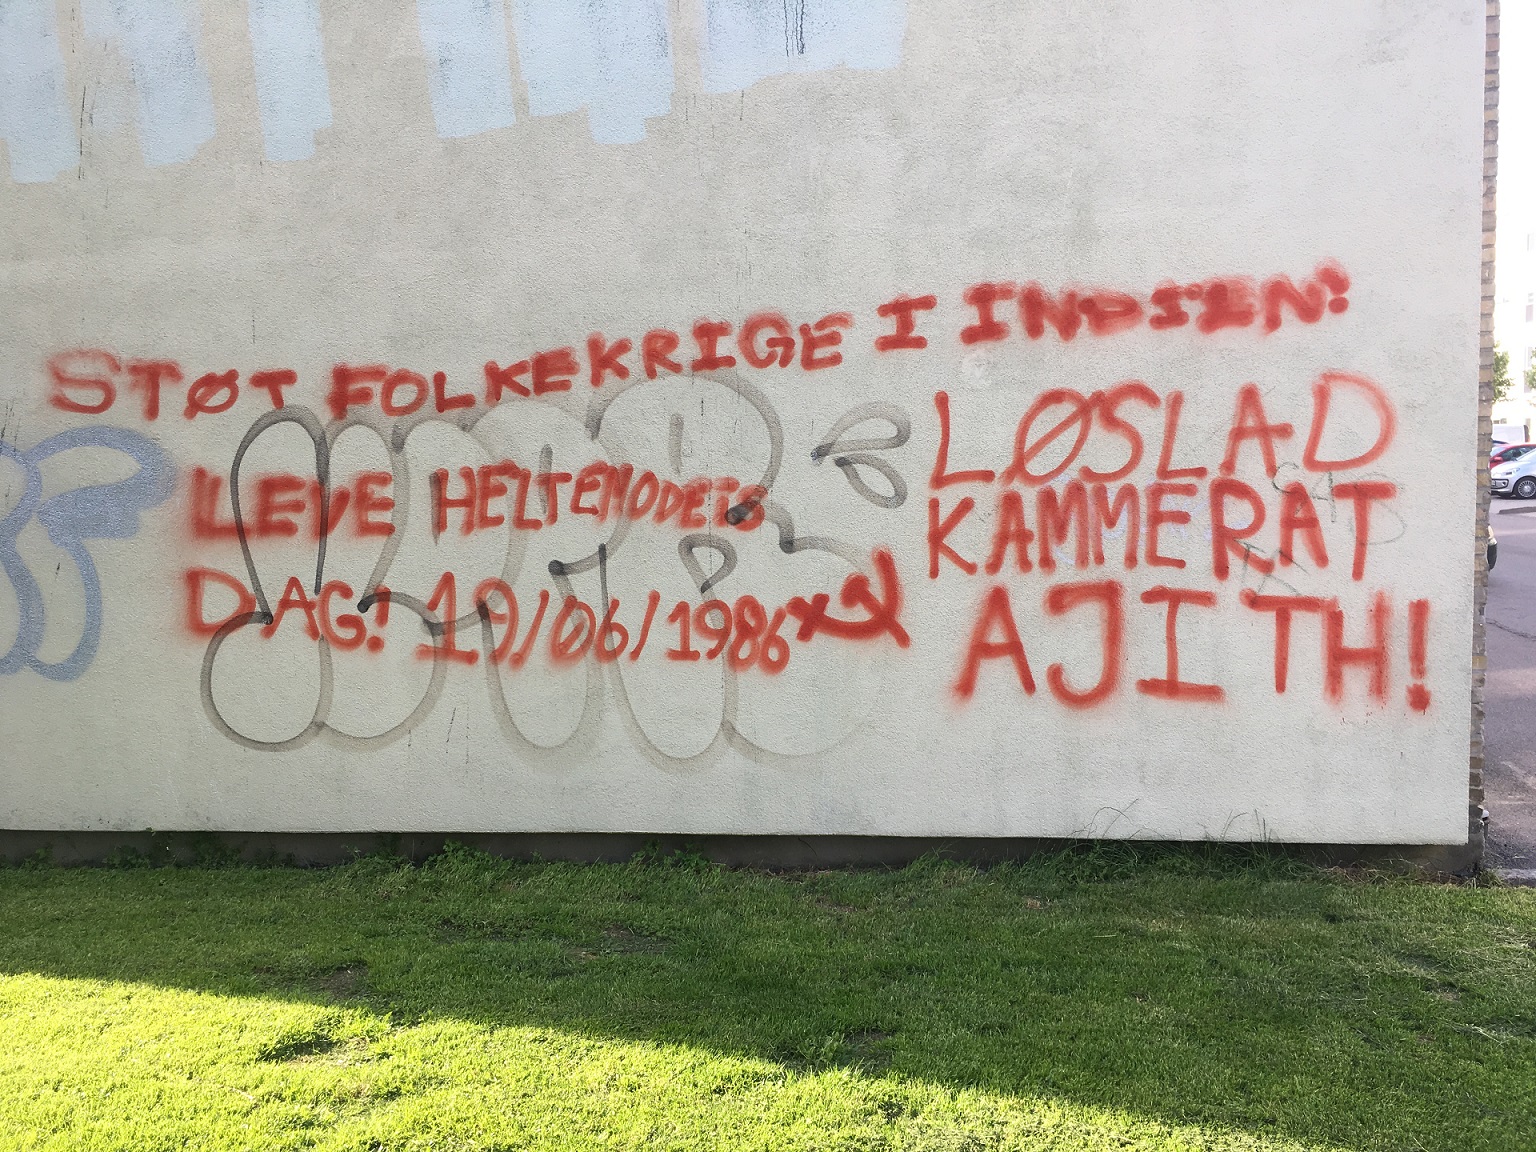 STØT FOLKEKRIGE I INDIEN!
LEVE HELTEMODETS
DAG! 19/06/1986
LØSLAD
KAMMERAT
AJITH!